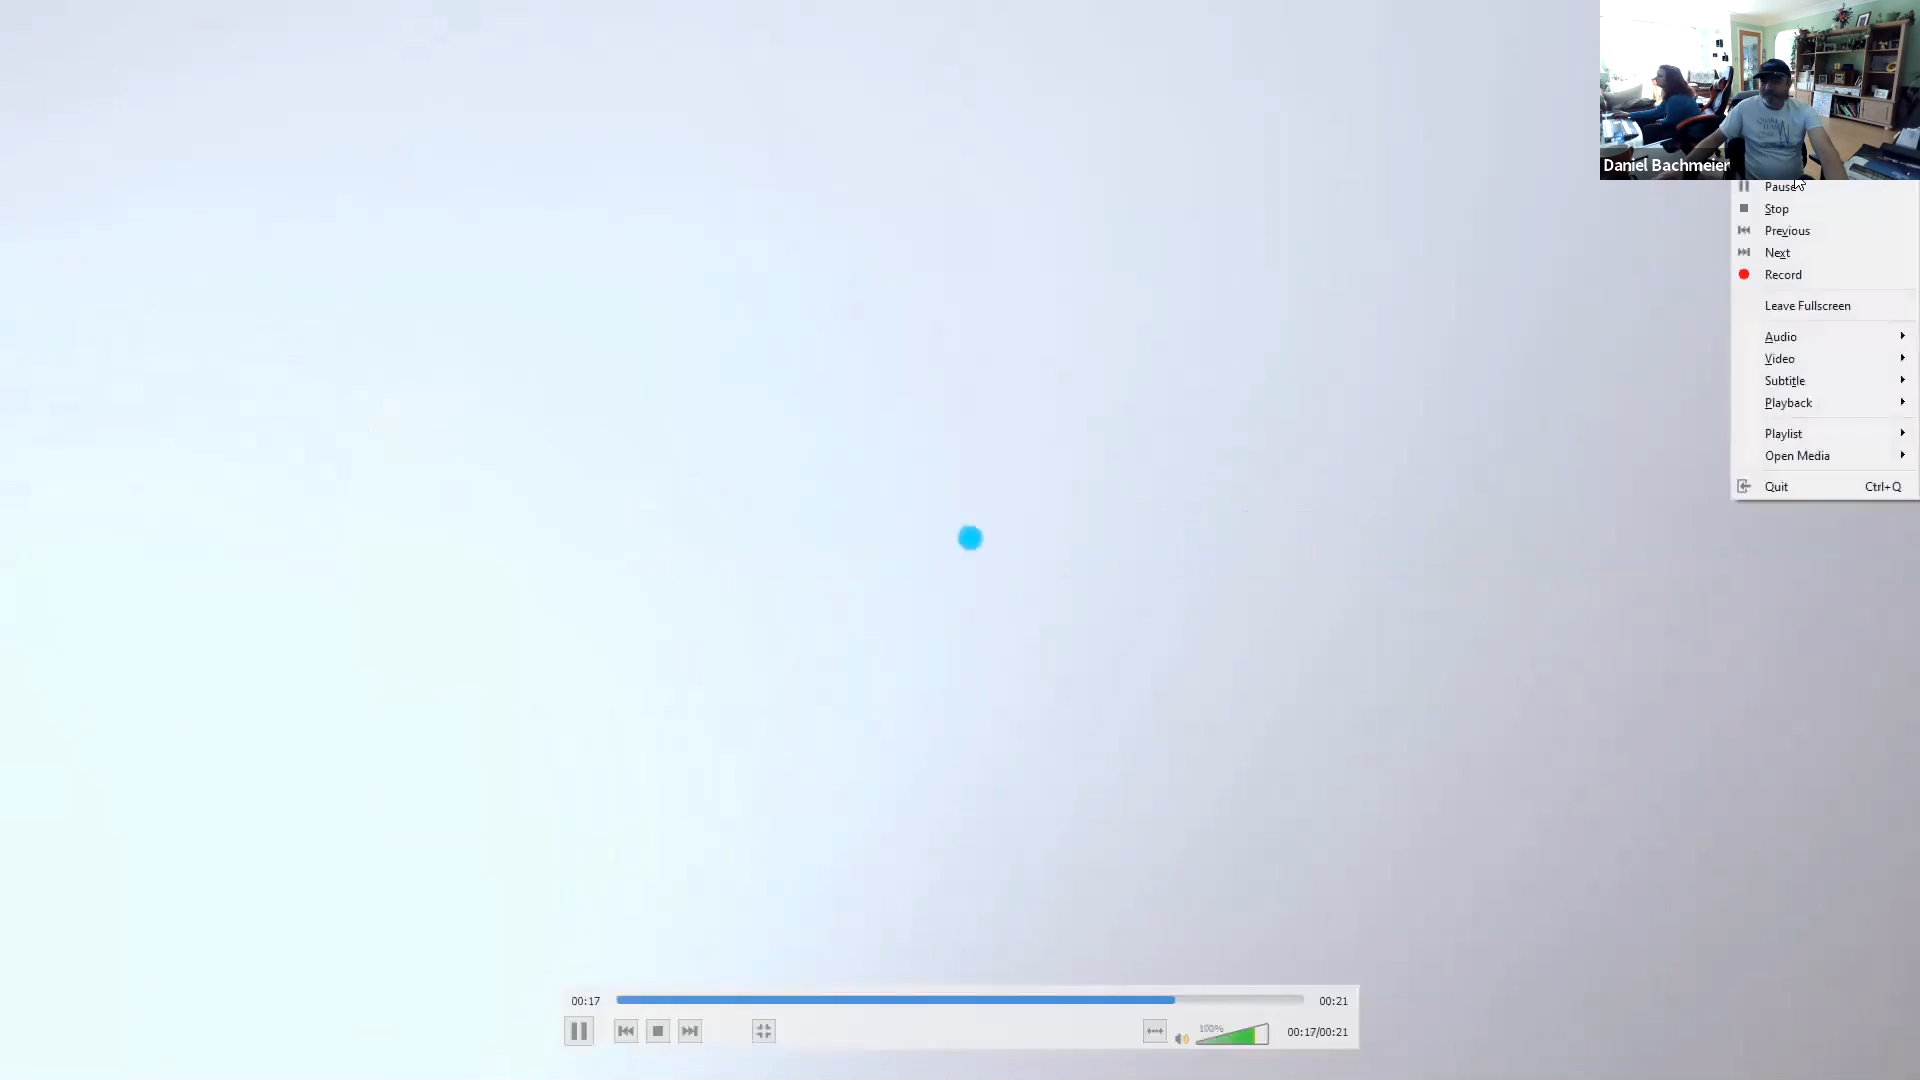 Daniel Bachmeier
Pause
Stop
Previous
Next
Record
Leave Fullscreen
Audio
Video
Subtitle
Playback
Playlist
Open Media
Quit Ctrl+Q
00:17 00:21
100%
00:17/00:21